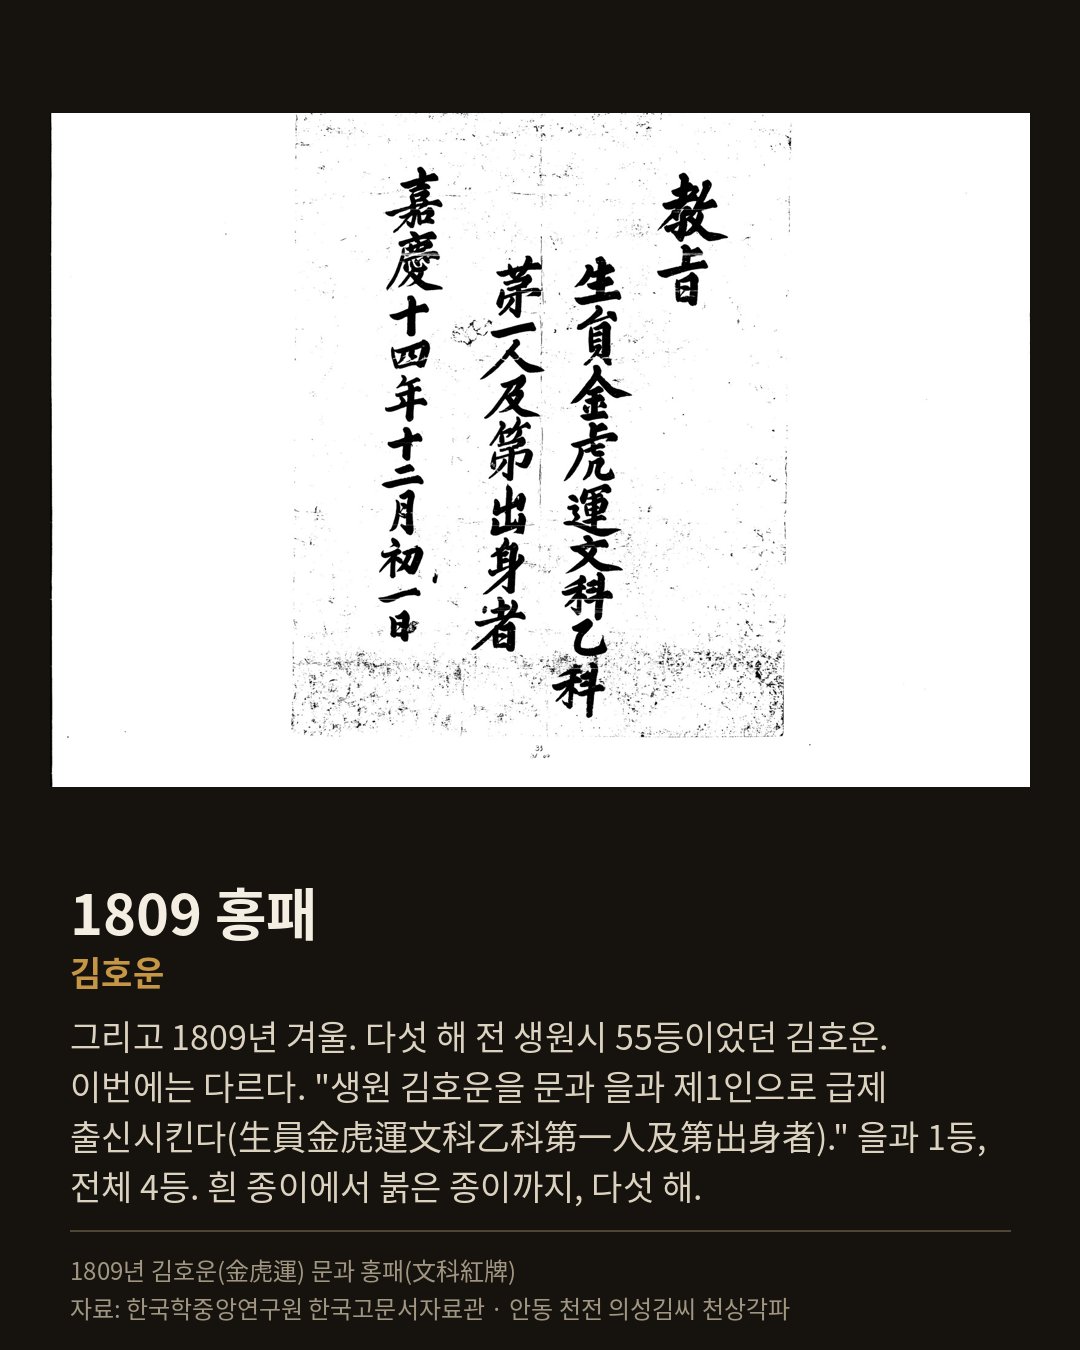 教旨
生員金虎運文科乙科
苐一人及第出身者
嘉慶十四年十二月初一日
1809 홍패
김호운
그리고 1809년 겨울. 다섯 해 전 생원시 55등이었던 김호운.
이번에는 다르다. "생원 김호운을 문과 을과 제1인으로 급제
출신시킨다(生員金虎運文科乙科第一人及第出身者)." 을과 1등,
전체 4등. 흰 종이에서 붉은 종이까지, 다섯 해.
1809년 김호운(金虎運) 문과 홍패(文科紅牌)
자료: 한국학중앙연구원 한국고문서자료관 · 안동 천전 의성김씨 천상각파